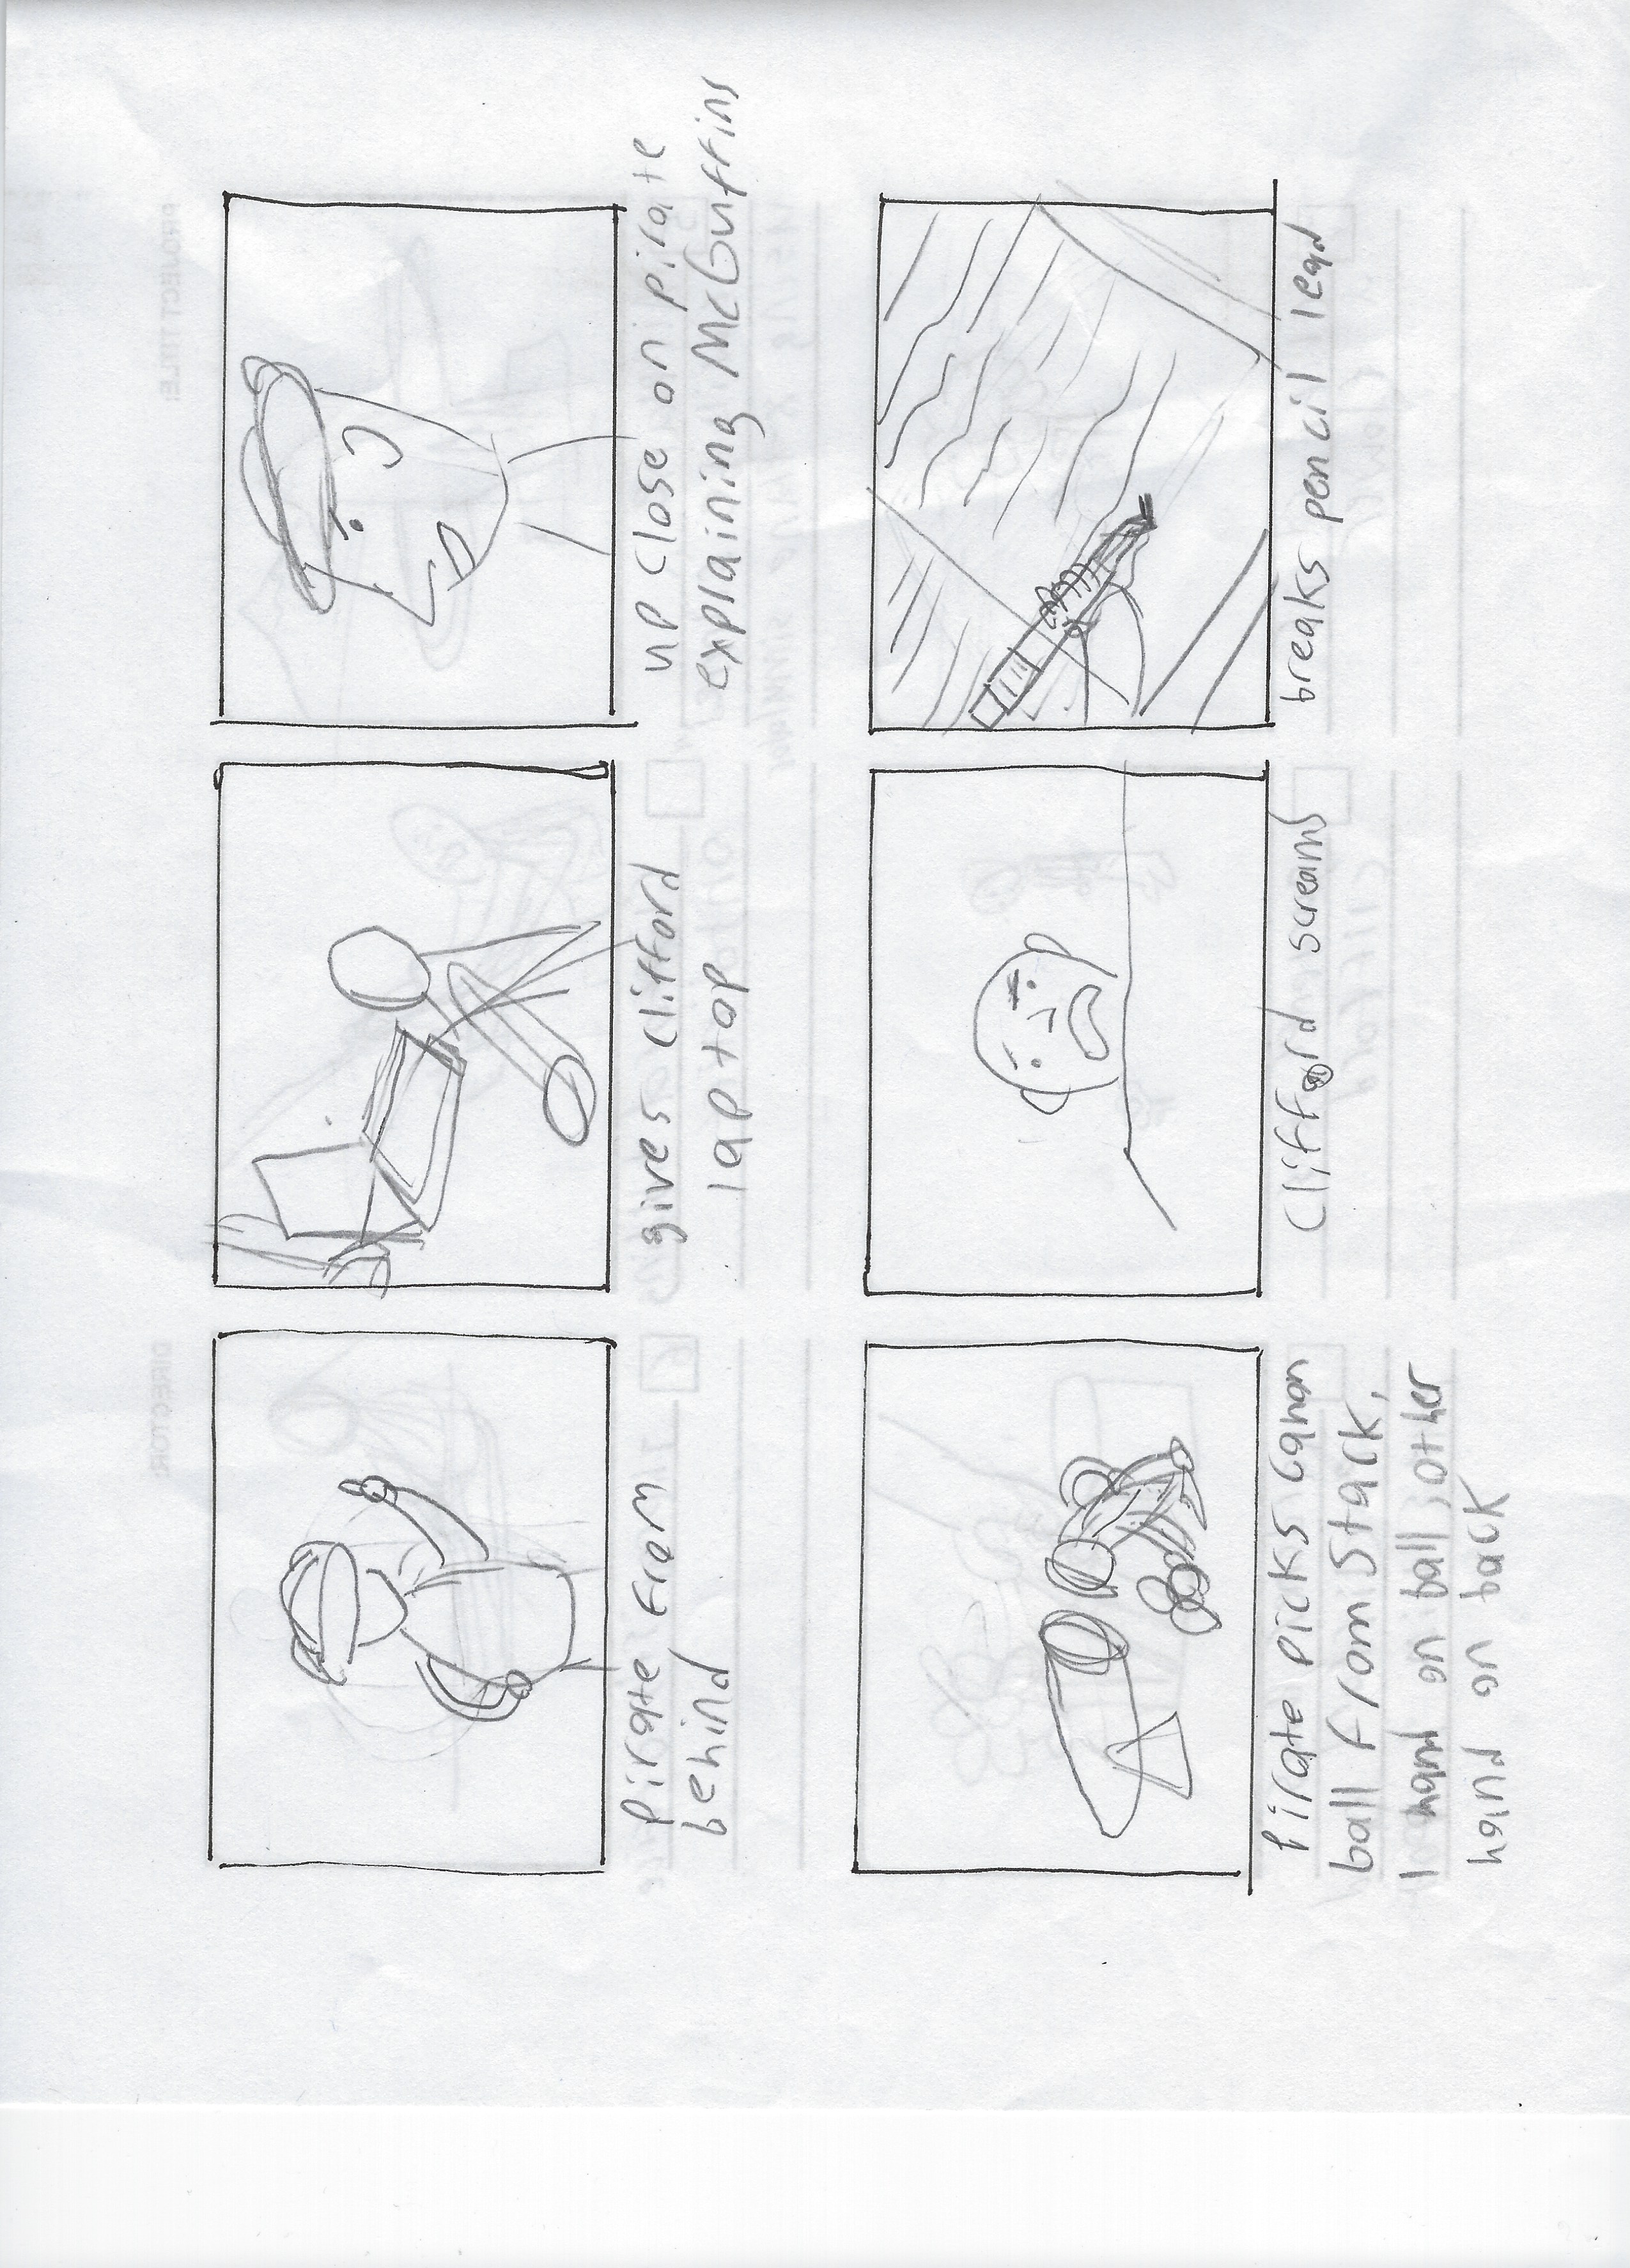 DIRECTOR:
PROJECT TITLE:
Pirate from
behind
gives clifford
laptop
up close on pirate
explaining McGuffins
Pirate picks canon
ball from stack,
1 hand on ball, other
hand on back
Clifford screams
breaks pencil lead